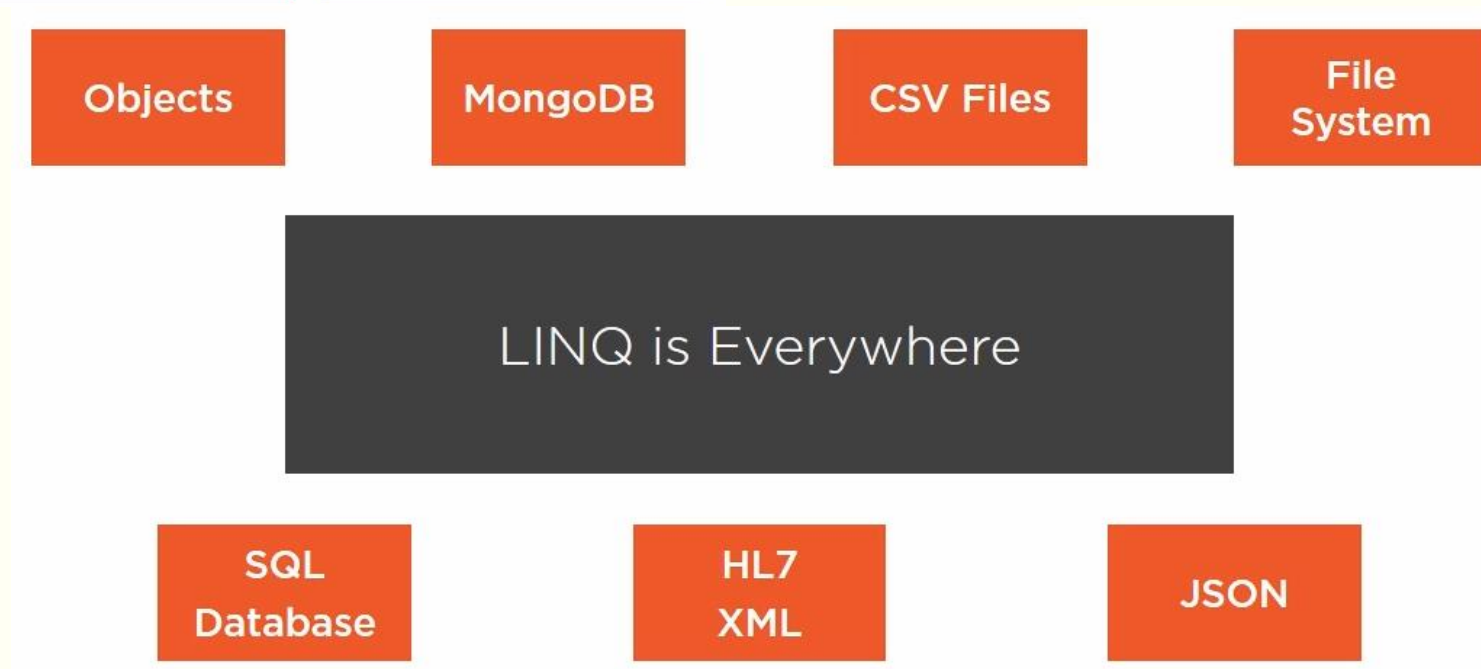 Objects
MongoDB
CSV Files
File
System
LINQ is Everywhere
SQL
Database
HL7
XML
JSON